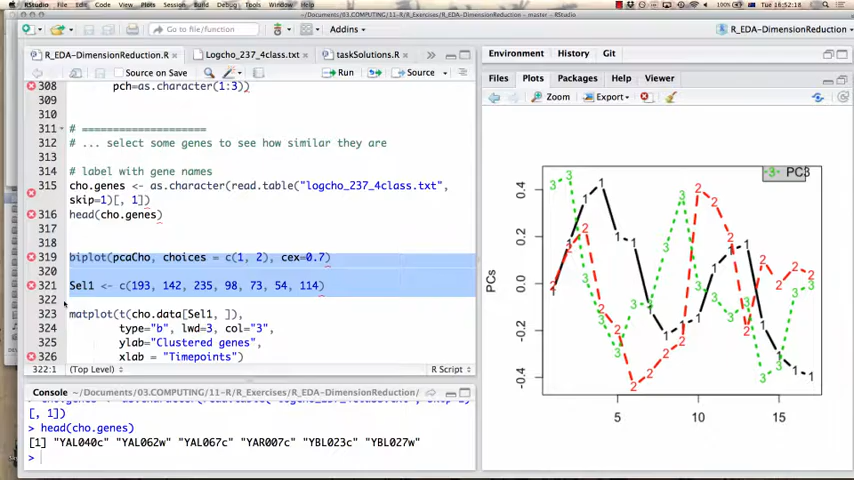 RStudio File Edit Code View Plots Session Build Debug Tools Window Help 100% Tue May 24 16:52:18
~/Documents/03.COMPUTING/11-R/R_Exercises/R_EDA-DimensionReduction - master - RStudio
Go to file/function Addins R_EDA-DimensionReduction
R_EDA-DimensionReduction.R Logcho_237_4class.txt taskSolutions.R
Source on Save Run Source
308 pch=as.character(1:3))
309
310
311 # =====================
312 # ... select some genes to see how similar they are
313
314 # label with gene names
315 cho.genes <- as.character(read.table("logcho_237_4class.txt",
skip=1)[, 1])
316 head(cho.genes)
317
318
319 biplot(pcaCho, choices = c(1, 2), cex=0.7)
320
321 Sel1 <- c(193, 142, 235, 98, 73, 54, 114)
322
323 matplot(t(cho.data[Sel1, ]),
324 type="b", lwd=3, col="3",
325 ylab="Clustered genes",
326 xlab = "Timepoints")
322:1 (Top Level) R Script
Console ~/Documents/03.COMPUTING/11-R/R_Exercises/R_EDA-DimensionReduction/
[, 1])
> head(cho.genes)
[1] "YAL040c" "YAL062w" "YAL067c" "YAR007c" "YBL023c" "YBL027w"
>
Environment History Git
Files Plots Packages Help Viewer
Zoom Export
3 PC3
PCs
0.4
0.2
0.0
-0.2
-0.4
5 10 15